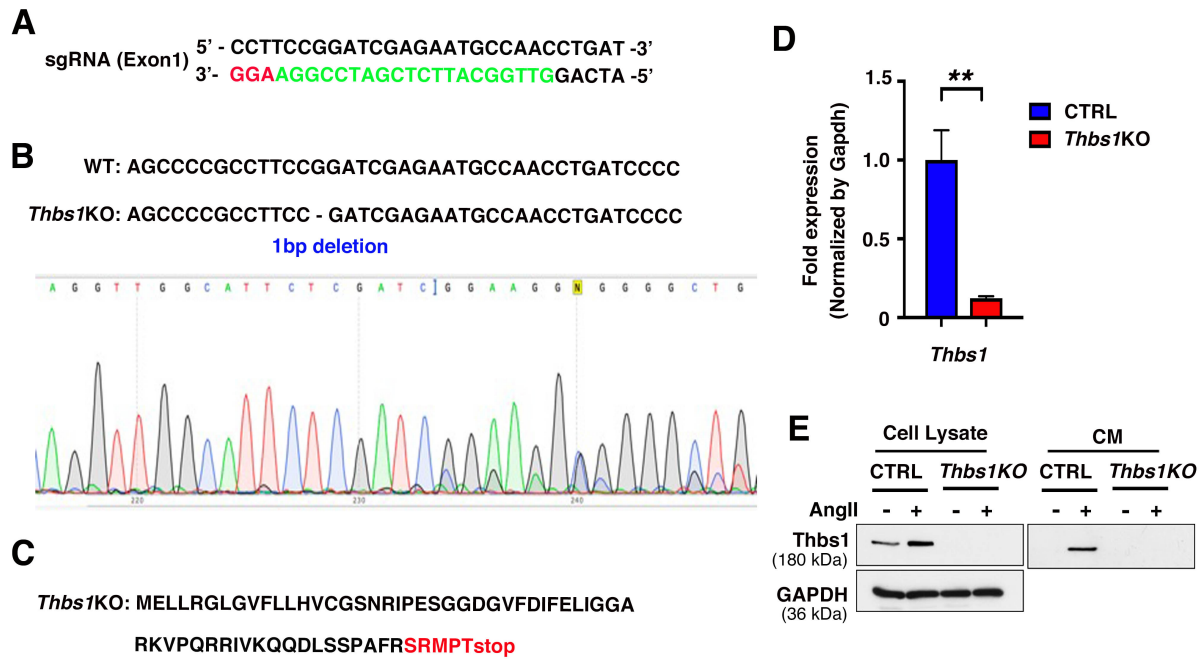 A
sgRNA (Exon1)
5' - CCTTCCGGATCGAGAATGCCAACCTGAT -3'
3'- GGAAGGCCTAGCTCTTACGGTTGGACTA -5'
B
WT: AGCCCCGCCTTCCGGATCGAGAATGCCAACCTGATCCCC
Thbs1KO: AGCCCCGCCTTCC - GATCGAGAATGCCAACCTGATCCCC
1bp deletion
A G G T T G G C A T T C T C G A T C G G A A G G N G G G G C T G
220 230 240
C
Thbs1KO: MELLRGLGVFLLHVCGSNRIPESGGDGVFDIFELIGGA
RKVPQRRIVKQQDLSSPAFRSRMPTstop
D
Fold expression
(Normalized by Gapdh)
1.5
1.0
0.5
0
**
Thbs1
CTRL
Thbs1KO
E
Cell Lysate CM
CTRL Thbs1KO CTRL Thbs1KO
AngII - + - + - + - +
Thbs1
(180 kDa)
GAPDH
(36 kDa)